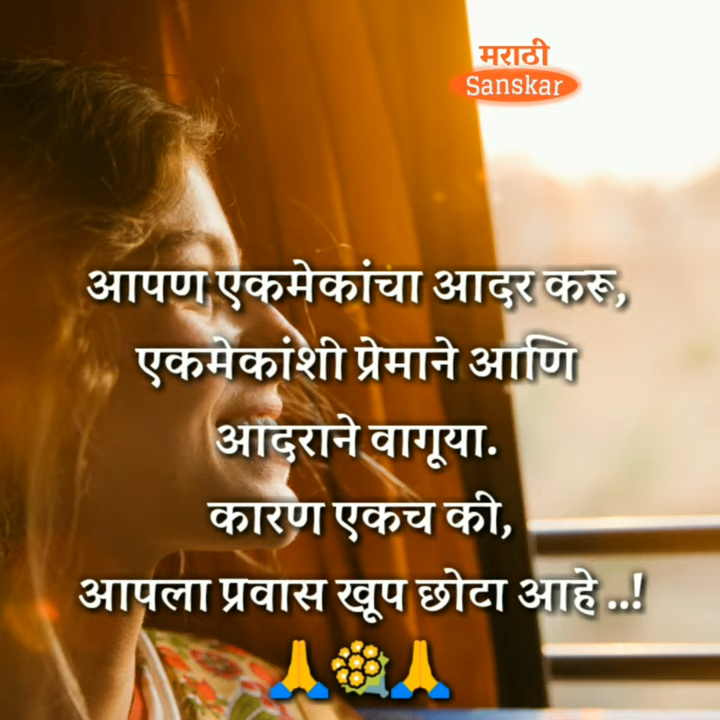 मराठी
Sanskar
आपण एकमेकांचा आदर करू,
एकमेकांशी प्रेमाने आणि
आदराने वागूया.
कारण एकच की,
आपला प्रवास खूप छोटा आहे ..!
🙏💐🙏